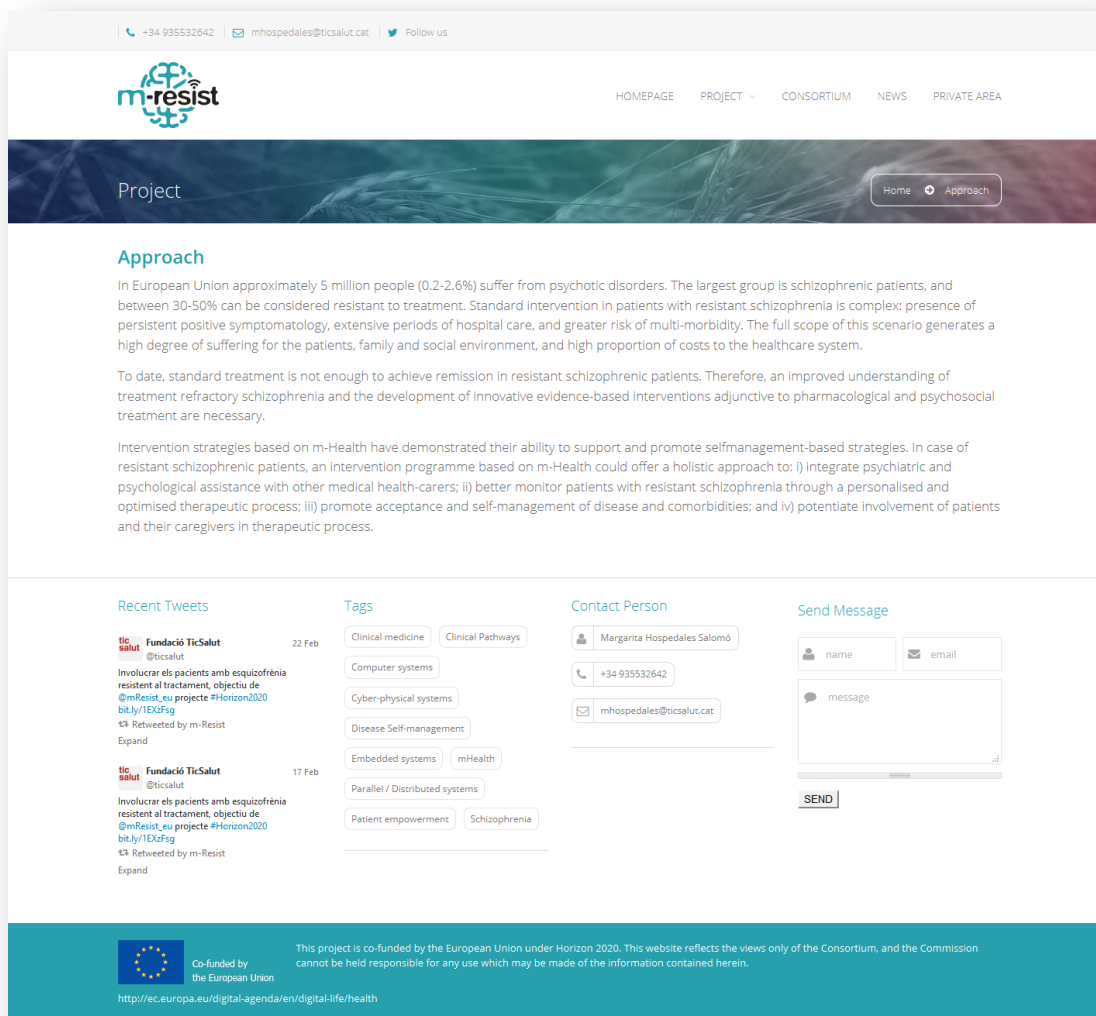 +34 935532642 mhospedales@ticsalut.cat Follow us
m-resist
HOMEPAGE PROJECT CONSORTIUM NEWS PRIVATE AREA
Project
Home Approach
Approach
In European Union approximately 5 million people (0.2-2.6%) suffer from psychotic disorders. The largest group is schizophrenic patients, and
between 30-50% can be considered resistant to treatment. Standard intervention in patients with resistant schizophrenia is complex: presence of
persistent positive symptomatology, extensive periods of hospital care, and greater risk of multi-morbidity. The full scope of this scenario generates a
high degree of suffering for the patients, family and social environment, and high proportion of costs to the healthcare system.
To date, standard treatment is not enough to achieve remission in resistant schizophrenic patients. Therefore, an improved understanding of
treatment refractory schizophrenia and the development of innovative evidence-based interventions adjunctive to pharmacological and psychosocial
treatment are necessary.
Intervention strategies based on m-Health have demonstrated their ability to support and promote selfmanagement-based strategies. In case of
resistant schizophrenic patients, an intervention programme based on m-Health could offer a holistic approach to: i) integrate psychiatric and
psychological assistance with other medical health-carers; ii) better monitor patients with resistant schizophrenia through a personalised and
optimised therapeutic process; iii) promote acceptance and self-management of disease and comorbidities; and iv) potentiate involvement of patients
and their caregivers in therapeutic process.
Recent Tweets
tic
salut
Fundació TicSalut 22 Feb
@ticsalut
Involucrar els pacients amb esquizofrènia
resistent al tractament, objectiu de
@mResist_eu projecte #Horizon2020
bit.ly/1EXzFsg
Retweeted by m-Resist
Expand
tic
salut
Fundació TicSalut 17 Feb
@ticsalut
Involucrar els pacients amb esquizofrènia
resistent al tractament, objectiu de
@mResist_eu projecte #Horizon2020
bit.ly/1EXzFsg
Retweeted by m-Resist
Expand
Tags
Clinical medicine Clinical Pathways
Computer systems
Cyber-physical systems
Disease Self-management
Embedded systems mHealth
Parallel / Distributed systems
Patient empowerment Schizophrenia
Contact Person
Margarita Hospedales Salomó
+34 935532642
mhospedales@ticsalut.cat
Send Message
name email
message
SEND
Co-funded by
the European Union
This project is co-funded by the European Union under Horizon 2020. This website reflects the views only of the Consortium, and the Commission
cannot be held responsible for any use which may be made of the information contained herein.
http://ec.europa.eu/digital-agenda/en/digital-life/health